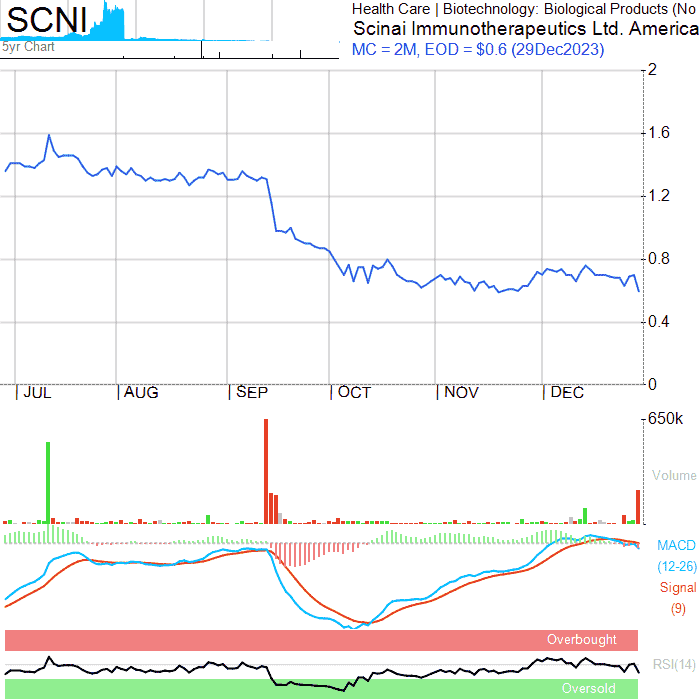 SCNI
5yr Chart
Health Care | Biotechnology: Biological Products (No
Scinai Immunotherapeutics Ltd. America
MC = 2M, EOD = $0.6 (29Dec2023)
2
1.6
1.2
0.8
0.4
0
| JUL | AUG | SEP | OCT | NOV | DEC
650k
Volume
MACD
(12-26)
Signal
(9)
Overbought
RSI(14)
Oversold